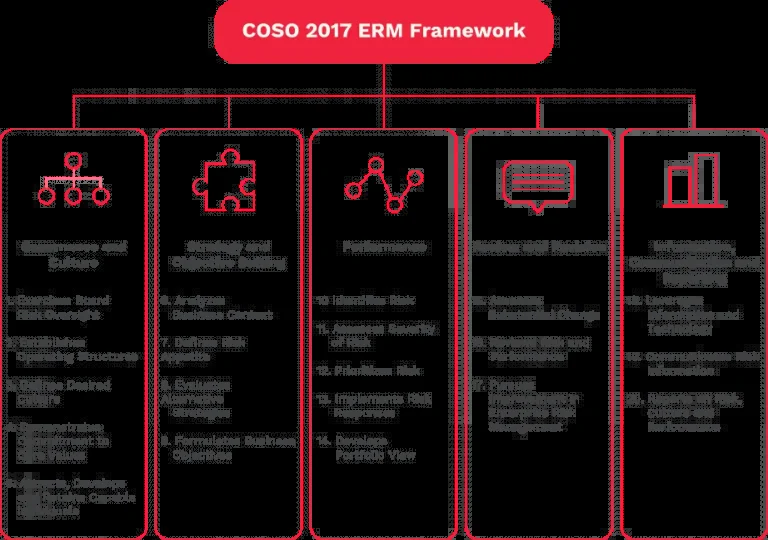 COSO 2017 ERM Framework
Governance and
Culture
Strategy and
Objective Setting
Performance
Review and Revision
Information,
Communication and
1. Exercises Board
Risk Oversight
2. Establishes
Operating Structures
3. Defines Desired
Culture
4. Demonstrates
Commitment to
Core Values
5. Attracts, Develops
and Retains Capable
6. Analyzes
Business Context
7. Defines Risk
Appetite
8. Evaluates
Alternative
Strategies
9. Formulates Business
Objectives
10. Identifies Risk
11. Assesses Severity
of Risk
12. Prioritizes Risk
13. Implements Risk
Responses
14. Develops
Portfolio View
15. Assesses
Substantial Change
16. Reviews Risk and
Performance
17. Pursues
Improvement in
Enterprise Risk
Management
18. Leverages
Information and
Technology
19. Communicates Risk
Information
20. Reports on Risk,
Culture and
Performance